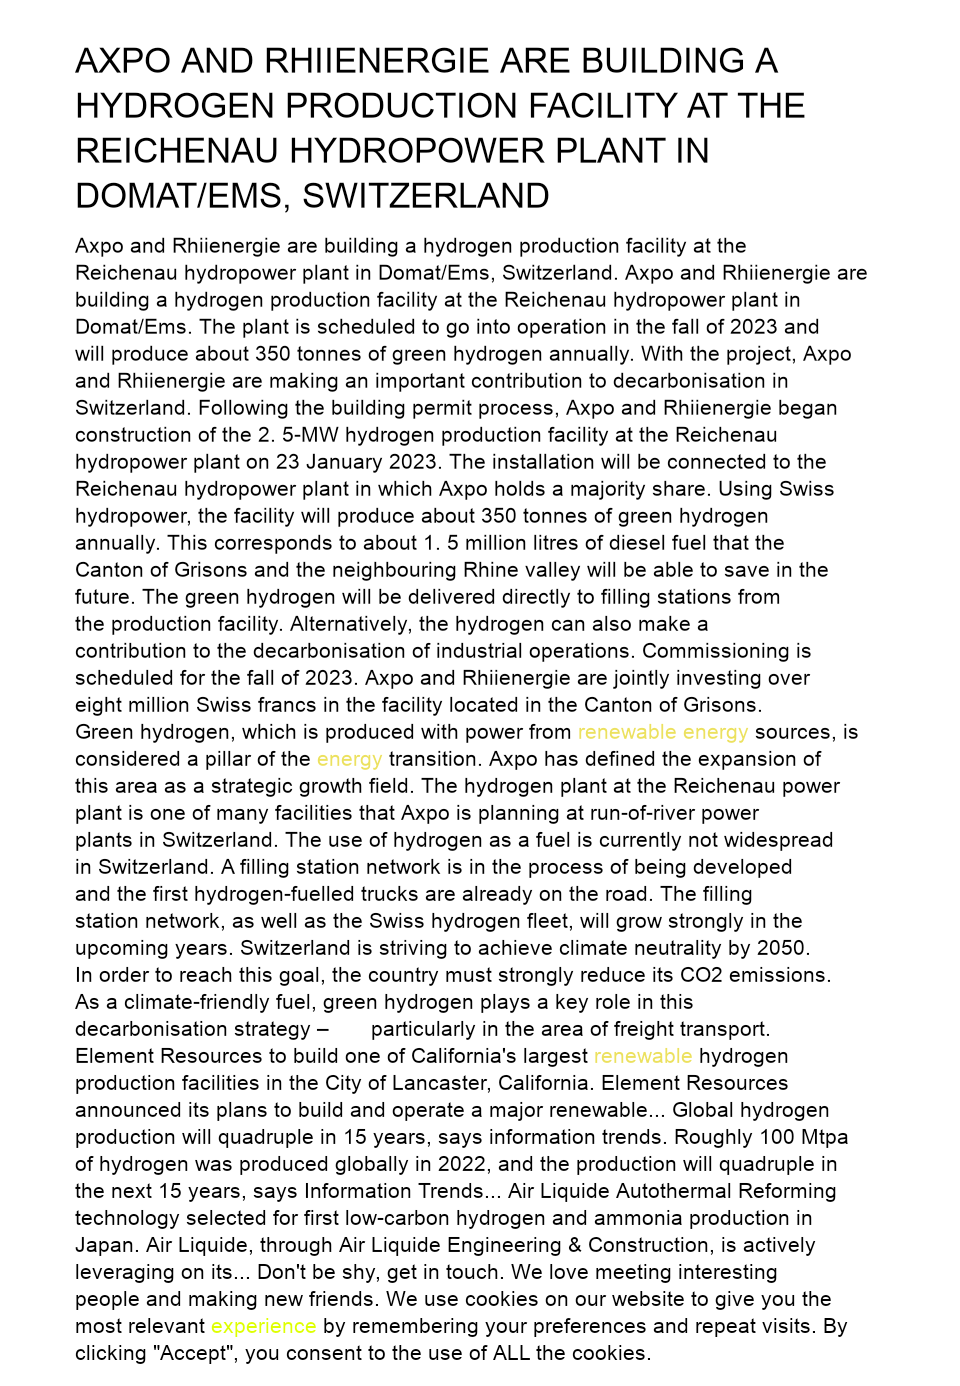 AXPO AND RHIIENERGIE ARE BUILDING A
HYDROGEN PRODUCTION FACILITY AT THE
REICHENAU HYDROPOWER PLANT IN
DOMAT/EMS, SWITZERLAND
Axpo and Rhiienergie are building a hydrogen production facility at the
Reichenau hydropower plant in Domat/Ems, Switzerland. Axpo and Rhiienergie are
building a hydrogen production facility at the Reichenau hydropower plant in
Domat/Ems. The plant is scheduled to go into operation in the fall of 2023 and
will produce about 350 tonnes of green hydrogen annually. With the project, Axpo
and Rhiienergie are making an important contribution to decarbonisation in
Switzerland. Following the building permit process, Axpo and Rhiienergie began
construction of the 2. 5-MW hydrogen production facility at the Reichenau
hydropower plant on 23 January 2023. The installation will be connected to the
Reichenau hydropower plant in which Axpo holds a majority share. Using Swiss
hydropower, the facility will produce about 350 tonnes of green hydrogen
annually. This corresponds to about 1. 5 million litres of diesel fuel that the
Canton of Grisons and the neighbouring Rhine valley will be able to save in the
future. The green hydrogen will be delivered directly to filling stations from
the production facility. Alternatively, the hydrogen can also make a
contribution to the decarbonisation of industrial operations. Commissioning is
scheduled for the fall of 2023. Axpo and Rhiienergie are jointly investing over
eight million Swiss francs in the facility located in the Canton of Grisons.
Green hydrogen, which is produced with power from renewable energy sources, is
considered a pillar of the energy transition. Axpo has defined the expansion of
this area as a strategic growth field. The hydrogen plant at the Reichenau power
plant is one of many facilities that Axpo is planning at run-of-river power
plants in Switzerland. The use of hydrogen as a fuel is currently not widespread
in Switzerland. A filling station network is in the process of being developed
and the first hydrogen-fuelled trucks are already on the road. The filling
station network, as well as the Swiss hydrogen fleet, will grow strongly in the
upcoming years. Switzerland is striving to achieve climate neutrality by 2050.
In order to reach this goal, the country must strongly reduce its CO2 emissions.
As a climate-friendly fuel, green hydrogen plays a key role in this
decarbonisation strategy – particularly in the area of freight transport.
Element Resources to build one of California's largest renewable hydrogen
production facilities in the City of Lancaster, California. Element Resources
announced its plans to build and operate a major renewable... Global hydrogen
production will quadruple in 15 years, says information trends. Roughly 100 Mtpa
of hydrogen was produced globally in 2022, and the production will quadruple in
the next 15 years, says Information Trends... Air Liquide Autothermal Reforming
technology selected for first low-carbon hydrogen and ammonia production in
Japan. Air Liquide, through Air Liquide Engineering & Construction, is actively
leveraging on its... Don't be shy, get in touch. We love meeting interesting
people and making new friends. We use cookies on our website to give you the
most relevant experience by remembering your preferences and repeat visits. By
clicking "Accept", you consent to the use of ALL the cookies.